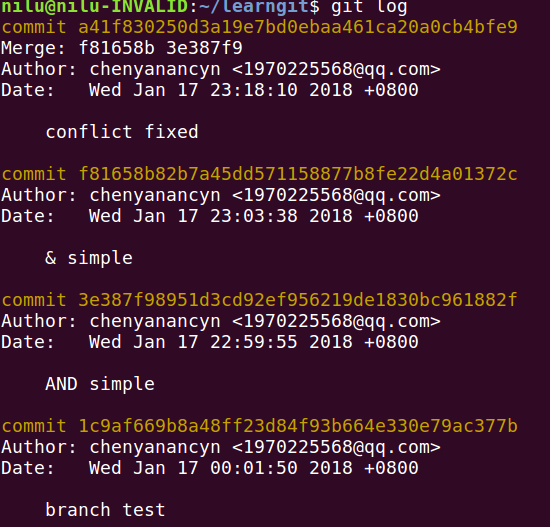 nilu@nilu-INVALID:~/learngit$ git log
commit a41f830250d3a19e7bd0ebaa461ca20a0cb4bfe9
Merge: f81658b 3e387f9
Author: chenyanancyn <1970225568@qq.com>
Date:   Wed Jan 17 23:18:10 2018 +0800
    conflict fixed
commit f81658b82b7a45dd571158877b8fe22d4a01372c
Author: chenyanancyn <1970225568@qq.com>
Date:   Wed Jan 17 23:03:38 2018 +0800
    & simple
commit 3e387f98951d3cd92ef956219de1830bc961882f
Author: chenyanancyn <1970225568@qq.com>
Date:   Wed Jan 17 22:59:55 2018 +0800
    AND simple
commit 1c9af669b8a48ff23d84f93b664e330e79ac377b
Author: chenyanancyn <1970225568@qq.com>
Date:   Wed Jan 17 00:01:50 2018 +0800
    branch test